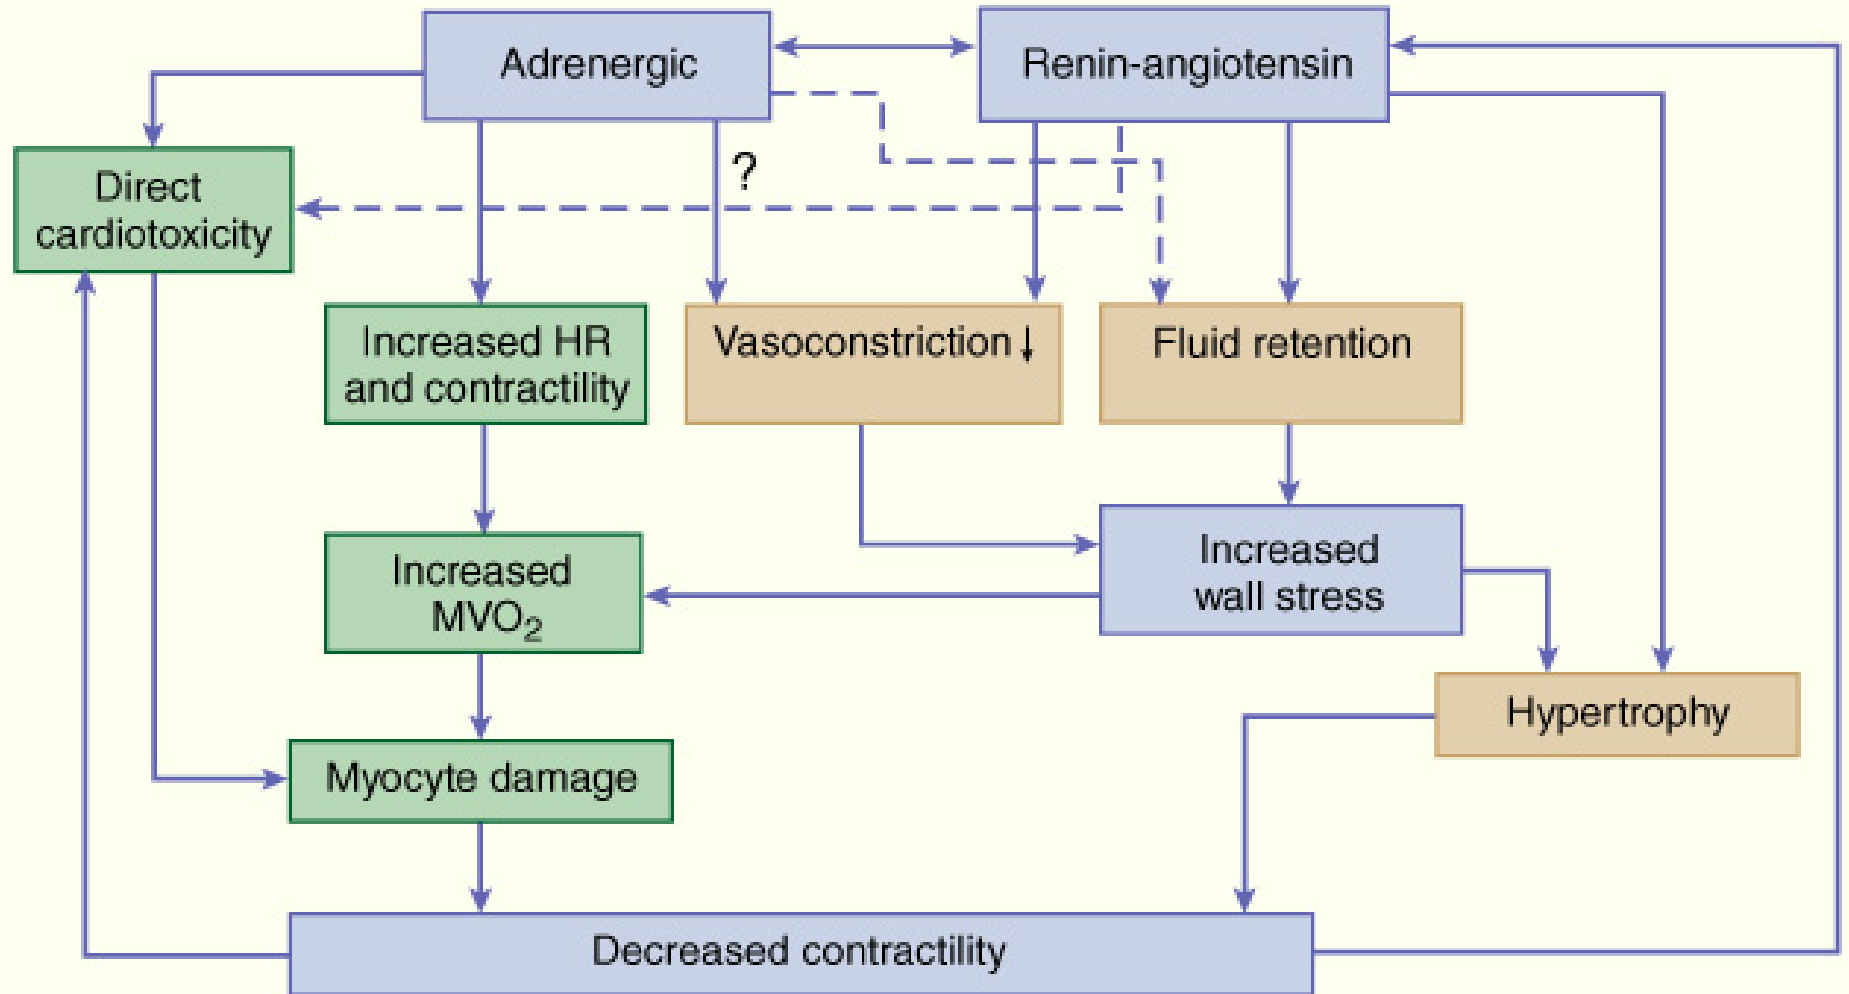 Adrenergic
Renin-angiotensin
?
Direct
cardiotoxicity
Increased HR
and contractility
Vasoconstriction↓
Fluid retention
Increased
MVO₂
Increased
wall stress
Hypertrophy
Myocyte damage
Decreased contractility